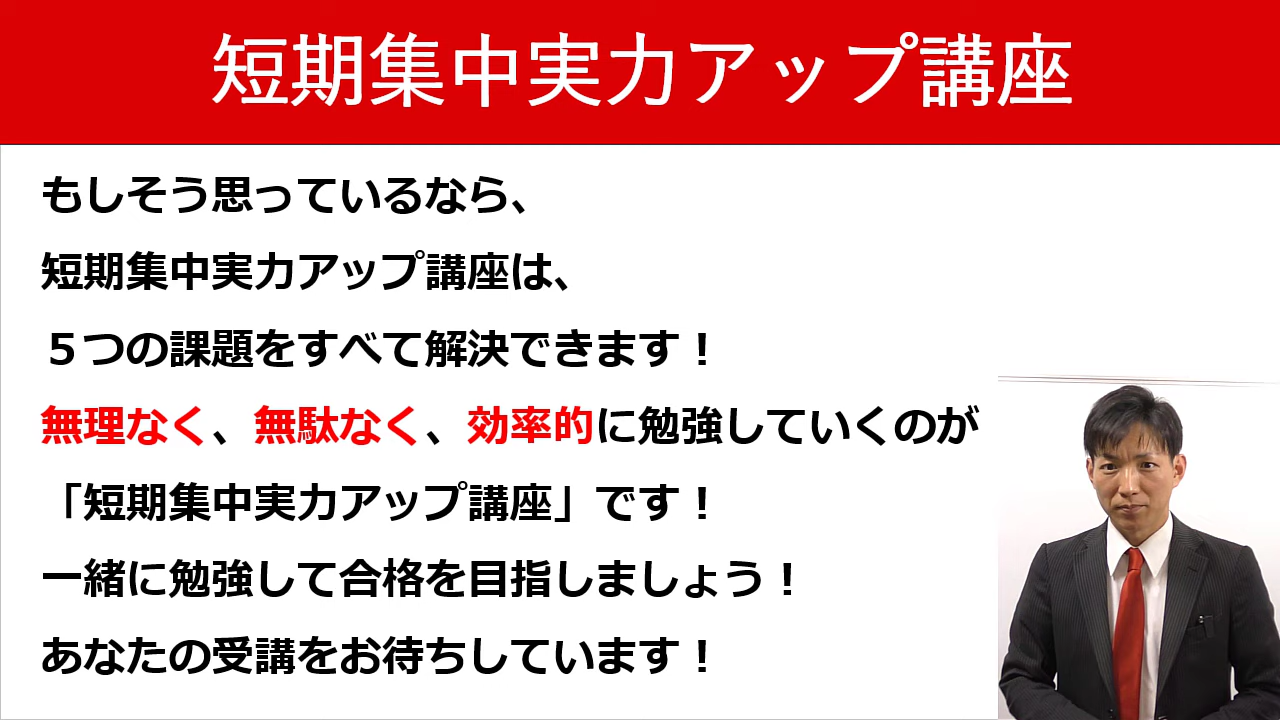 短期集中実力アップ講座
もしそう思っているなら、
短期集中実力アップ講座は、
５つの課題をすべて解決できます！
無理なく、無駄なく、効率的に勉強していくのが
「短期集中実力アップ講座」です！
一緒に勉強して合格を目指しましょう！
あなたの受講をお待ちしています！